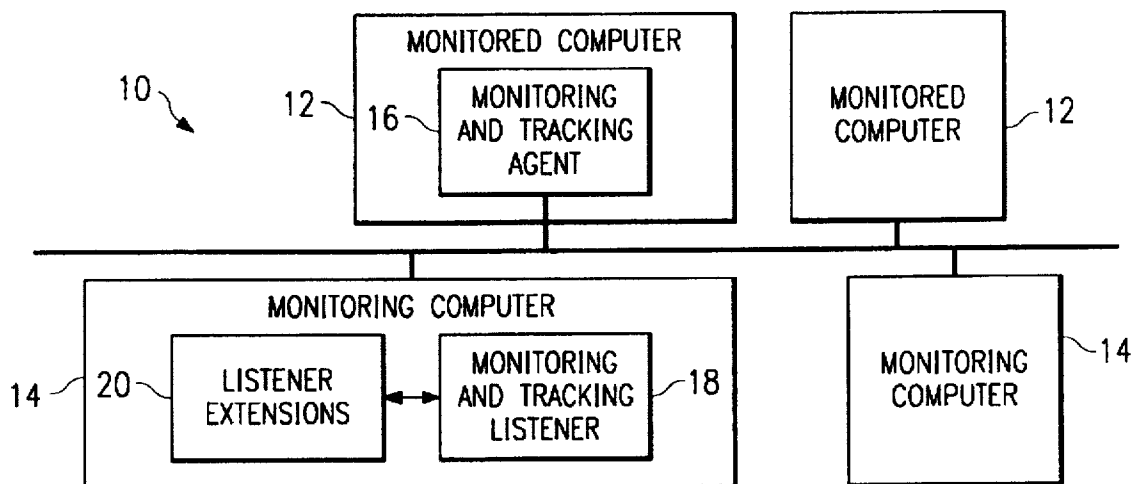 MONITORED COMPUTER
10
12
16
MONITORING
AND TRACKING
AGENT
MONITORED
COMPUTER
12
MONITORING COMPUTER
14
20
LISTENER
EXTENSIONS
MONITORING
AND TRACKING
LISTENER
18
MONITORING
COMPUTER
14